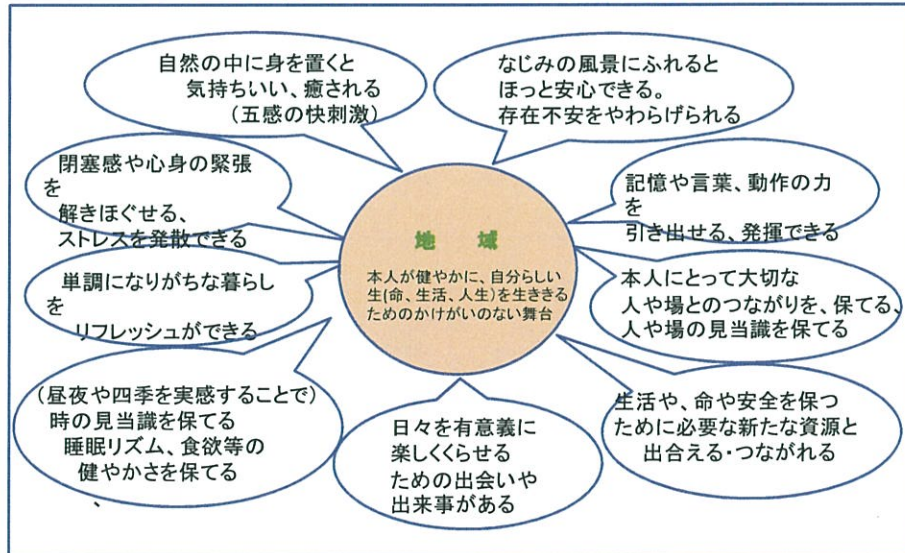 自然の中に身を置くと
気持ちいい、癒される
（五感の快刺激）
なじみの風景にふれると
ほっと安心できる。
存在不安をやわらげられる
閉塞感や心身の緊張
を
解きほぐせる、
ストレスを発散できる
記憶や言葉、動作の力
を
引き出せる、発揮できる
地　域
本人が健やかに、自分らしい
生(命、生活、人生)を生ききる
ためのかけがいのない舞台
単調になりがちな暮らし
を
リフレッシュができる
本人にとって大切な
人や場とのつながりを、保てる、
人や場の見当識を保てる
（昼夜や四季を実感することで）
時の見当識を保てる
睡眠リズム、食欲等の
健やかさを保てる
、
日々を有意義に
楽しくくらせる
ための出会いや
出来事がある
生活や、命や安全を保つ
ために必要な新たな資源と
出合える・つながれる